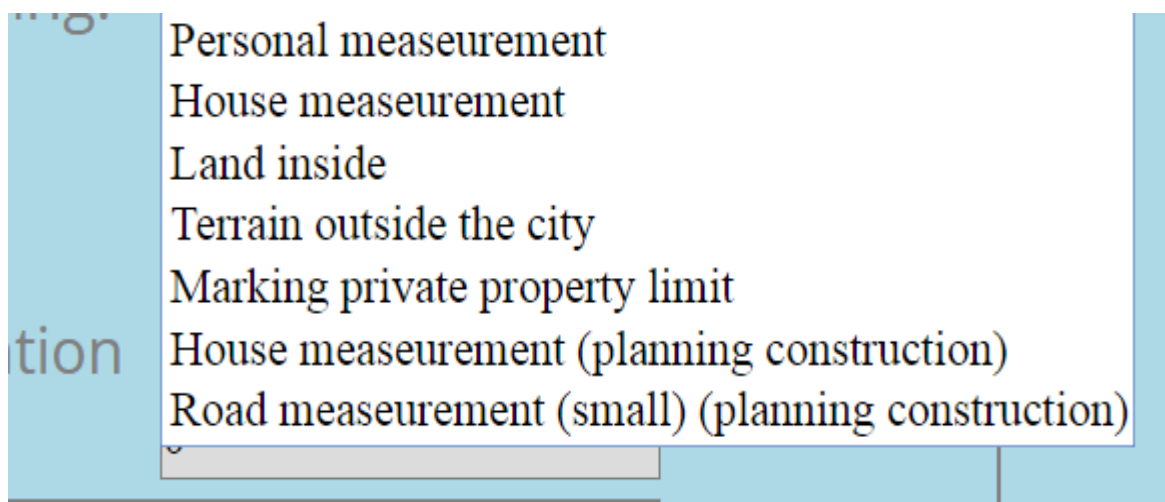 Personal measeurement
House measeurement
Land inside
Terrain outside the city
Marking private property limit
House measeurement (planning construction)
Road measeurement (small) (planning construction)